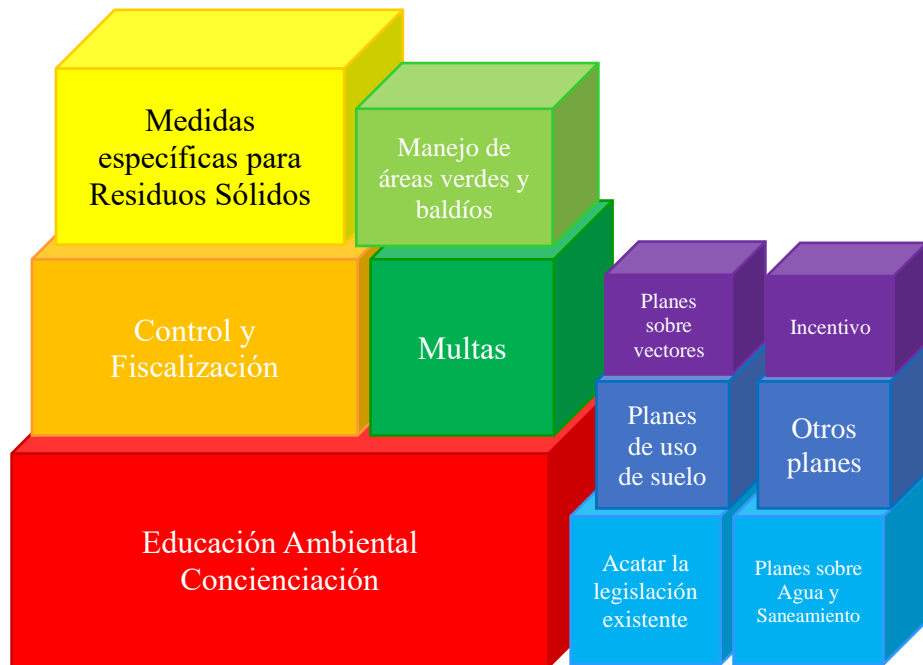 Medidas
específicas para
Residuos Sólidos
Manejo de
áreas verdes y
baldíos
Control y
Fiscalización
Multas
Planes
sobre
vectores
Incentivo
Planes
de uso
de suelo
Otros
planes
Educación Ambiental
Concienciación
Acatar la
legislación
existente
Planes sobre
Agua y
Saneamiento